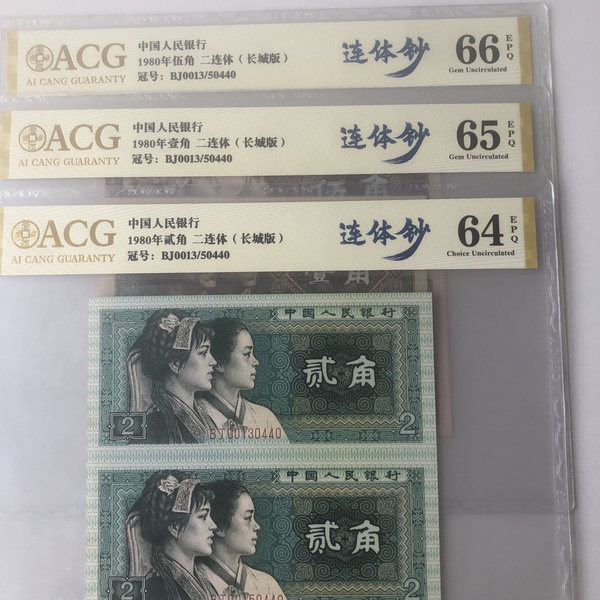 ACG
AI CANG GUARANTY
中国人民银行
1980年伍角 二连体（长城版）
冠号：BJ0013/50440
连体钞
66
EPQ
Gem Uncirculated
ACG
AI CANG GUARANTY
中国人民银行
1980年壹角 二连体（长城版）
冠号：BJ0013/50440
连体钞
65
EPQ
Gem Uncirculated
伍角
ACG
AI CANG GUARANTY
中国人民银行
1980年贰角 二连体（长城版）
冠号：BJ0013/50440
连体钞
64
EPQ
Choice Uncirculated
壹角
中国人民银行
贰角
2
BJ00130440
2
中国人民银行
贰角
2
BJ00150440
2